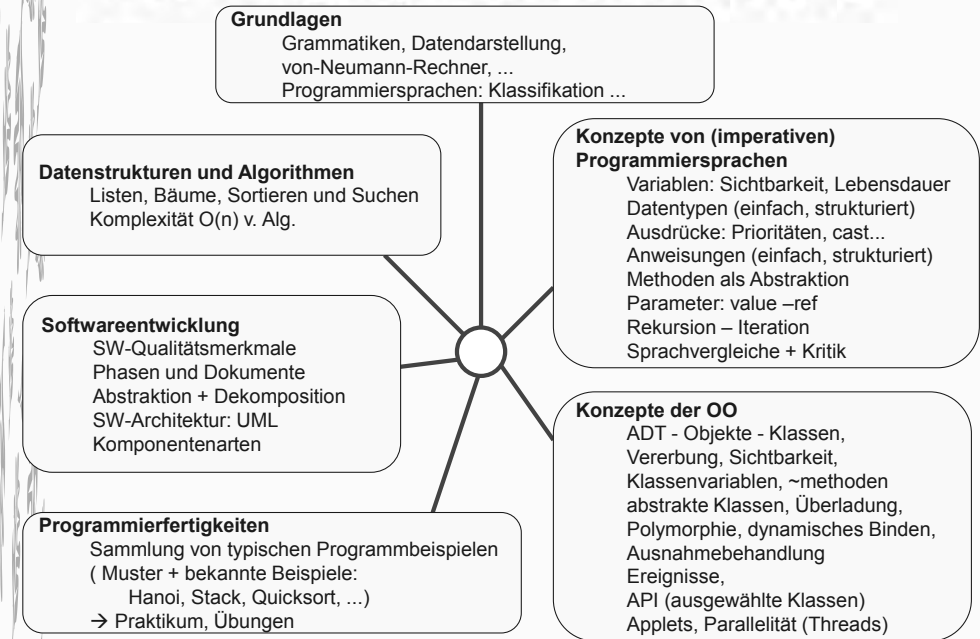 Grundlagen
Grammatiken, Datendarstellung,
von-Neumann-Rechner, ...
Programmiersprachen: Klassifikation ...
Datenstrukturen und Algorithmen
Listen, Bäume, Sortieren und Suchen
Komplexität O(n) v. Alg.
Konzepte von (imperativen)
Programmiersprachen
Variablen: Sichtbarkeit, Lebensdauer
Datentypen (einfach, strukturiert)
Ausdrücke: Prioritäten, cast...
Anweisungen (einfach, strukturiert)
Methoden als Abstraktion
Parameter: value –ref
Rekursion – Iteration
Sprachvergleiche + Kritik
Softwareentwicklung
SW-Qualitätsmerkmale
Phasen und Dokumente
Abstraktion + Dekomposition
SW-Architektur: UML
Komponentenarten
Konzepte der OO
ADT - Objekte - Klassen,
Vererbung, Sichtbarkeit,
Klassenvariablen, ~methoden
abstrakte Klassen, Überladung,
Polymorphie, dynamisches Binden,
Ausnahmebehandlung
Ereignisse,
API (ausgewählte Klassen)
Applets, Parallelität (Threads)
Programmierfertigkeiten
Sammlung von typischen Programmbeispielen
( Muster + bekannte Beispiele:
Hanoi, Stack, Quicksort, ...)
→ Praktikum, Übungen